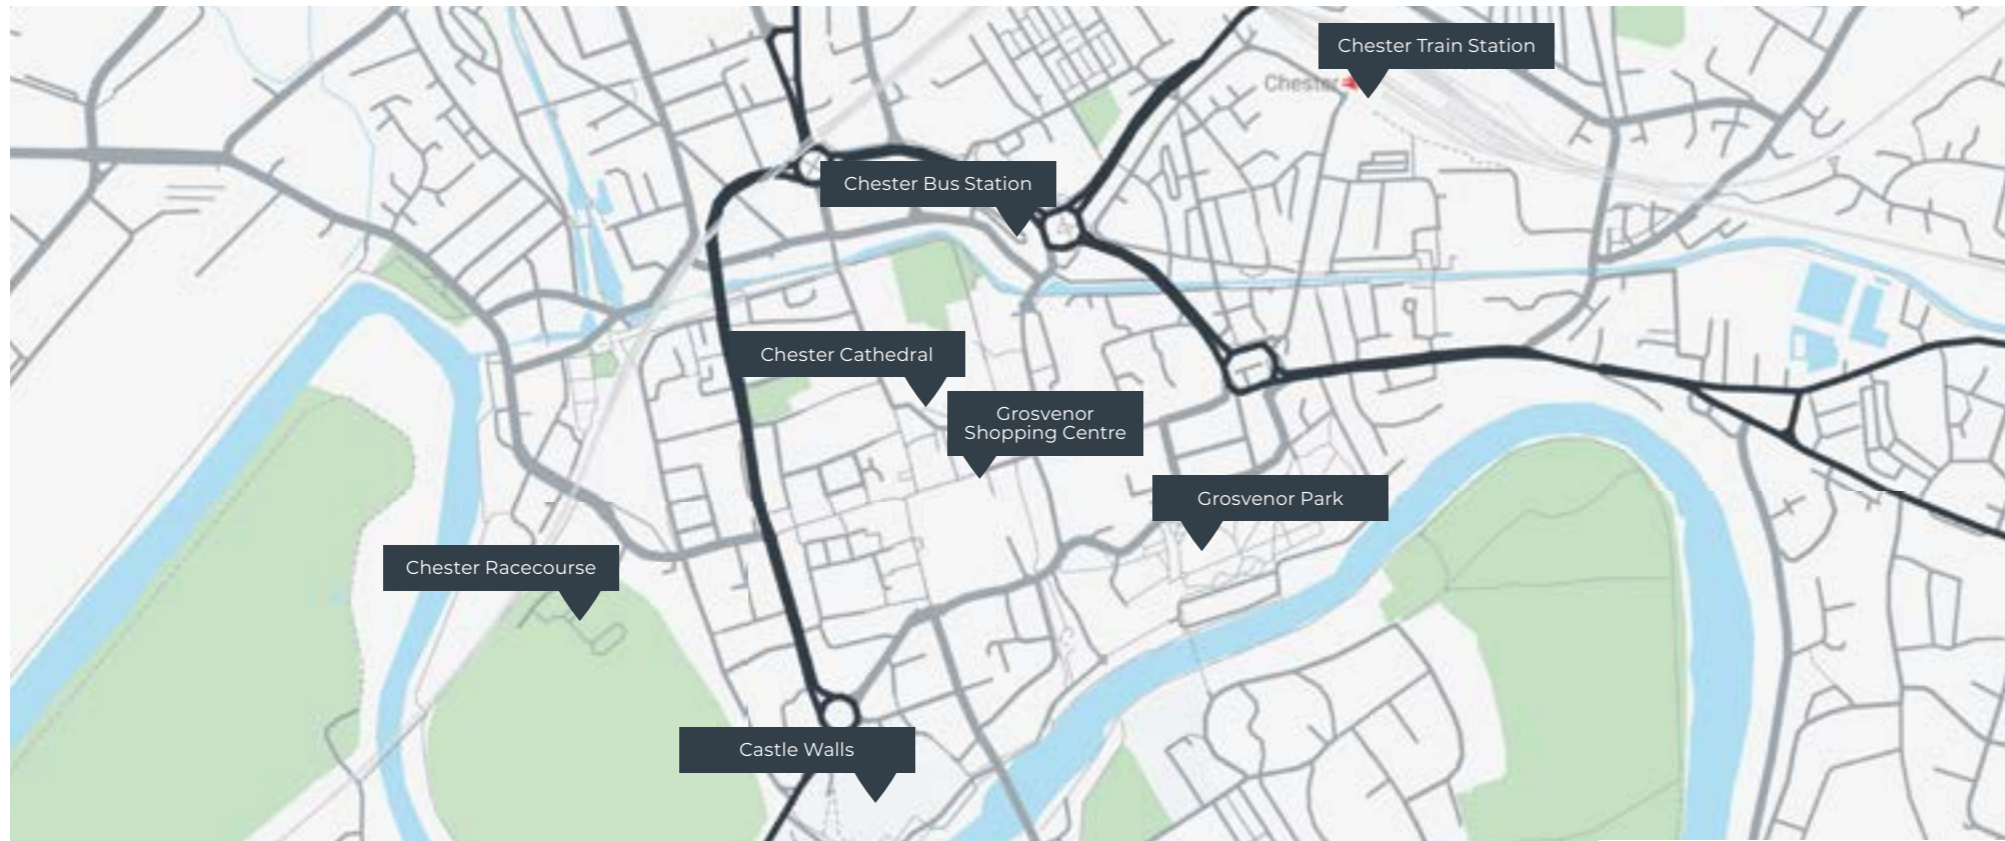 Chester Train Station
Chester
Chester Bus Station
Chester Cathedral
Grosvenor
Shopping Centre
Grosvenor Park
Chester Racecourse
Castle Walls